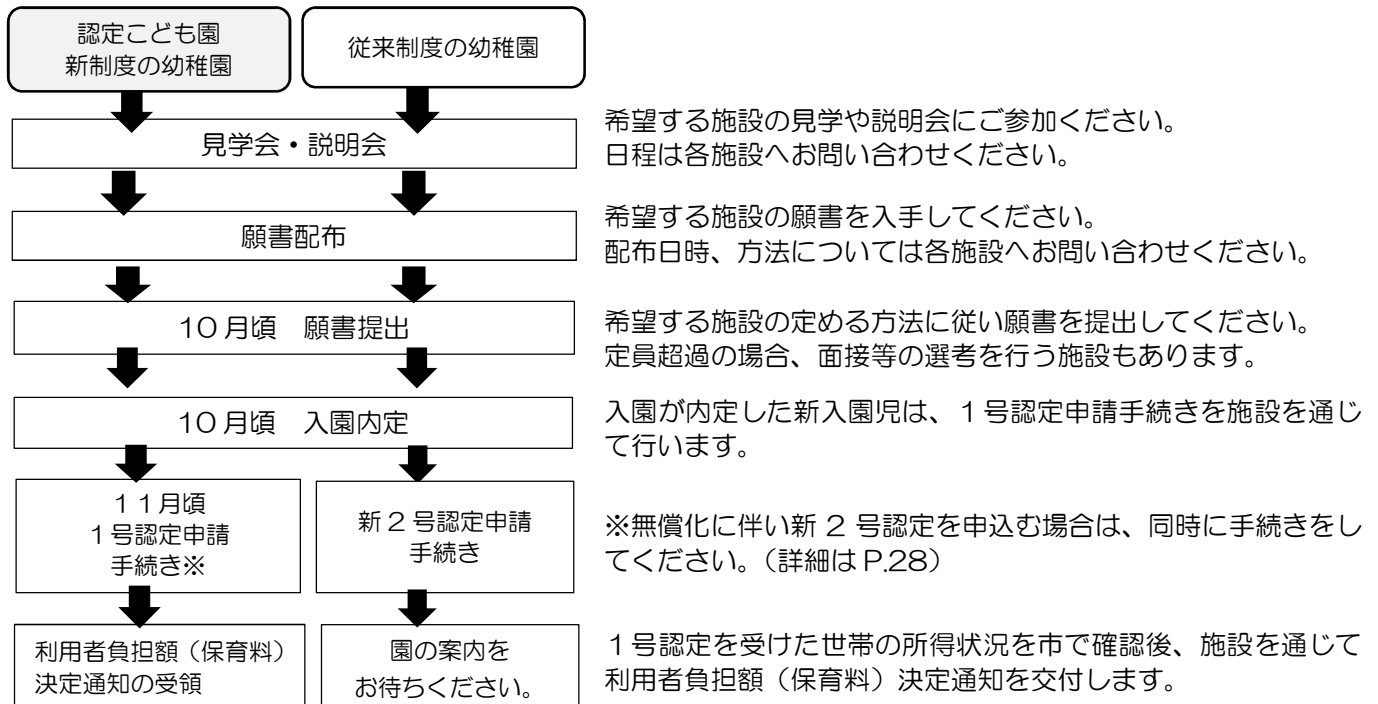 認定こども園
新制度の幼稚園
従来制度の幼稚園
見学会・説明会
希望する施設の見学や説明会にご参加ください。
日程は各施設へお問い合わせください。
願書配布
希望する施設の願書を入手してください。
配布日時、方法については各施設へお問い合わせください。
10月頃　願書提出
希望する施設の定める方法に従い願書を提出してください。
定員超過の場合、面接等の選考を行う施設もあります。
10月頃　入園内定
入園が内定した新入園児は、1号認定申請手続きを施設を通じ
て行います。
11月頃
1号認定申請
手続き※
新2号認定申請
手続き
※無償化に伴い新 2 号認定を申込む場合は、同時に手続きをし
てください。（詳細は P.28）
利用者負担額（保育料）
決定通知の受領
園の案内を
お待ちください。
1号認定を受けた世帯の所得状況を市で確認後、施設を通じて
利用者負担額（保育料）決定通知を交付します。